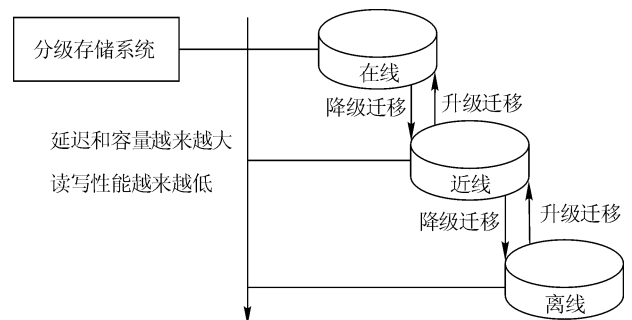 分级存储系统
在线
降级迁移
升级迁移
延迟和容量越来越大
读写性能越来越低
近线
降级迁移
升级迁移
离线